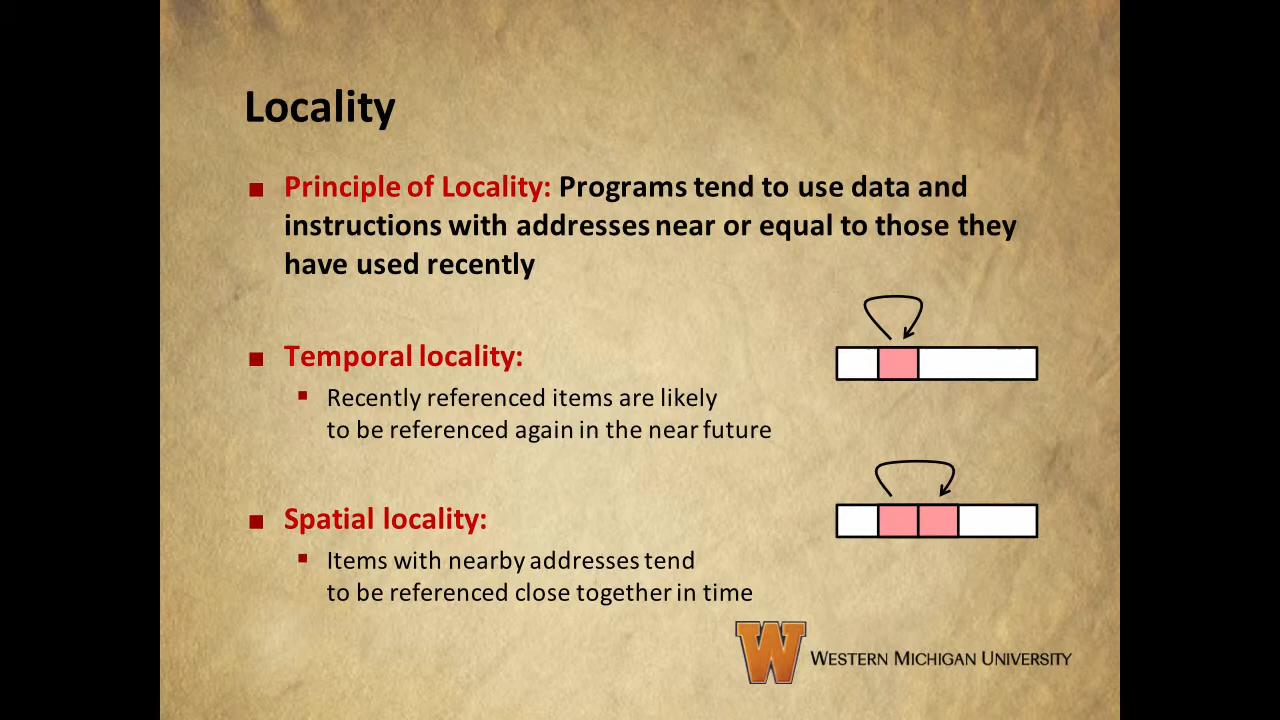 Locality
Principle of Locality: Programs tend to use data and
instructions with addresses near or equal to those they
have used recently
Temporal locality:
Recently referenced items are likely
to be referenced again in the near future
Spatial locality:
Items with nearby addresses tend
to be referenced close together in time
W WESTERN MICHIGAN UNIVERSITY